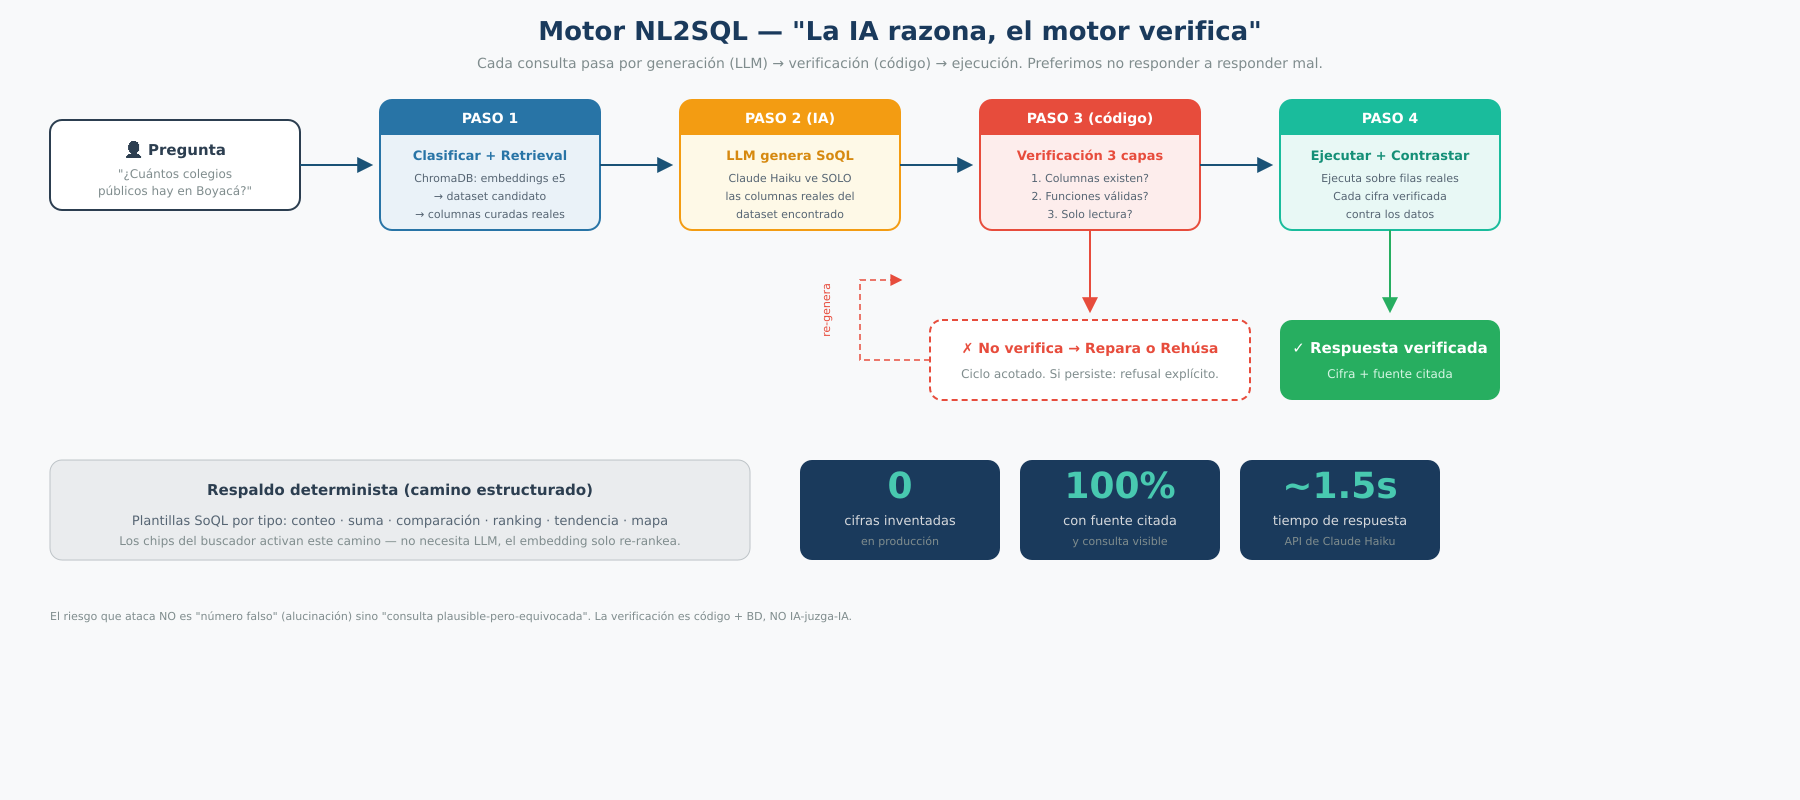 Motor NL2SQL — "La IA razona, el motor verifica"
Cada consulta pasa por generación (LLM) → verificación (código) → ejecución. Preferimos no responder a responder mal.
👤 Pregunta
"¿Cuántos colegios
públicos hay en Boyacá?"
PASO 1
Clasificar + Retrieval
ChromaDB: embeddings e5
→ dataset candidato
→ columnas curadas reales
PASO 2 (IA)
LLM genera SoQL
Claude Haiku ve SOLO
las columnas reales del
dataset encontrado
PASO 3 (código)
Verificación 3 capas
1. Columnas existen?
2. Funciones válidas?
3. Solo lectura?
PASO 4
Ejecutar + Contrastar
Ejecuta sobre filas reales
Cada cifra verificada
contra los datos
re-genera
✗ No verifica → Repara o Rehúsa
Ciclo acotado. Si persiste: refusal explícito.
✓ Respuesta verificada
Cifra + fuente citada
Respaldo determinista (camino estructurado)
Plantillas SoQL por tipo: conteo · suma · comparación · ranking · tendencia · mapa
Los chips del buscador activan este camino — no necesita LLM, el embedding solo re-rankea.
0
cifras inventadas
en producción
100%
con fuente citada
y consulta visible
~1.5s
tiempo de respuesta
API de Claude Haiku
El riesgo que ataca NO es "número falso" (alucinación) sino "consulta plausible-pero-equivocada". La verificación es código + BD, NO IA-juzga-IA.